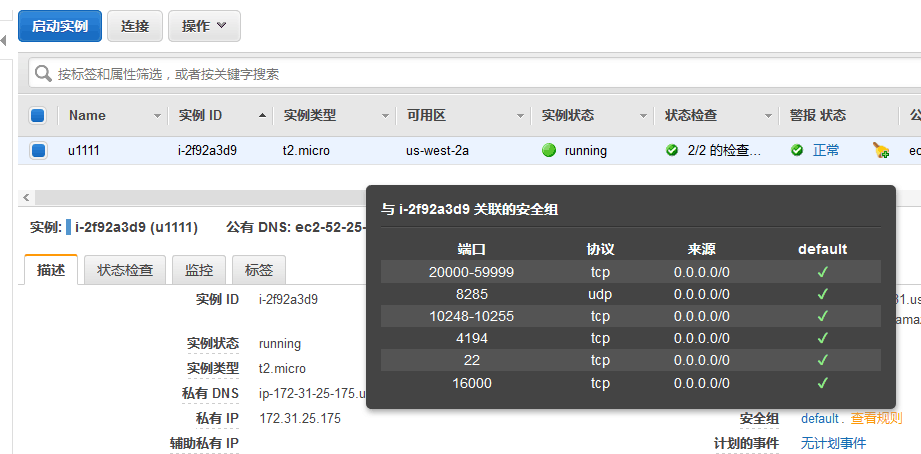 启动实例 连接 操作
按标签和属性筛选，或者按关键字搜索
Name 实例 ID 实例类型 可用区 实例状态 状态检查 警报 状态 公
u1111 i-2f92a3d9 t2.micro us-west-2a running 2/2 的检查... 正常 ec
实例: i-2f92a3d9 (u1111) 公有 DNS: ec2-52-25-
与 i-2f92a3d9 关联的安全组
端口 协议 来源 default
20000-59999 tcp 0.0.0.0/0 ✓
8285 udp 0.0.0.0/0 ✓
10248-10255 tcp 0.0.0.0/0 ✓
4194 tcp 0.0.0.0/0 ✓
22 tcp 0.0.0.0/0 ✓
16000 tcp 0.0.0.0/0 ✓
描述 状态检查 监控 标签
实例 ID i-2f92a3d9 31.us
ama
实例状态 running
实例类型 t2.micro
私有 DNS ip-172-31-25-175.u
私有 IP 172.31.25.175 安全组 default . 查看规则
辅助私有 IP 计划的事件 无计划事件